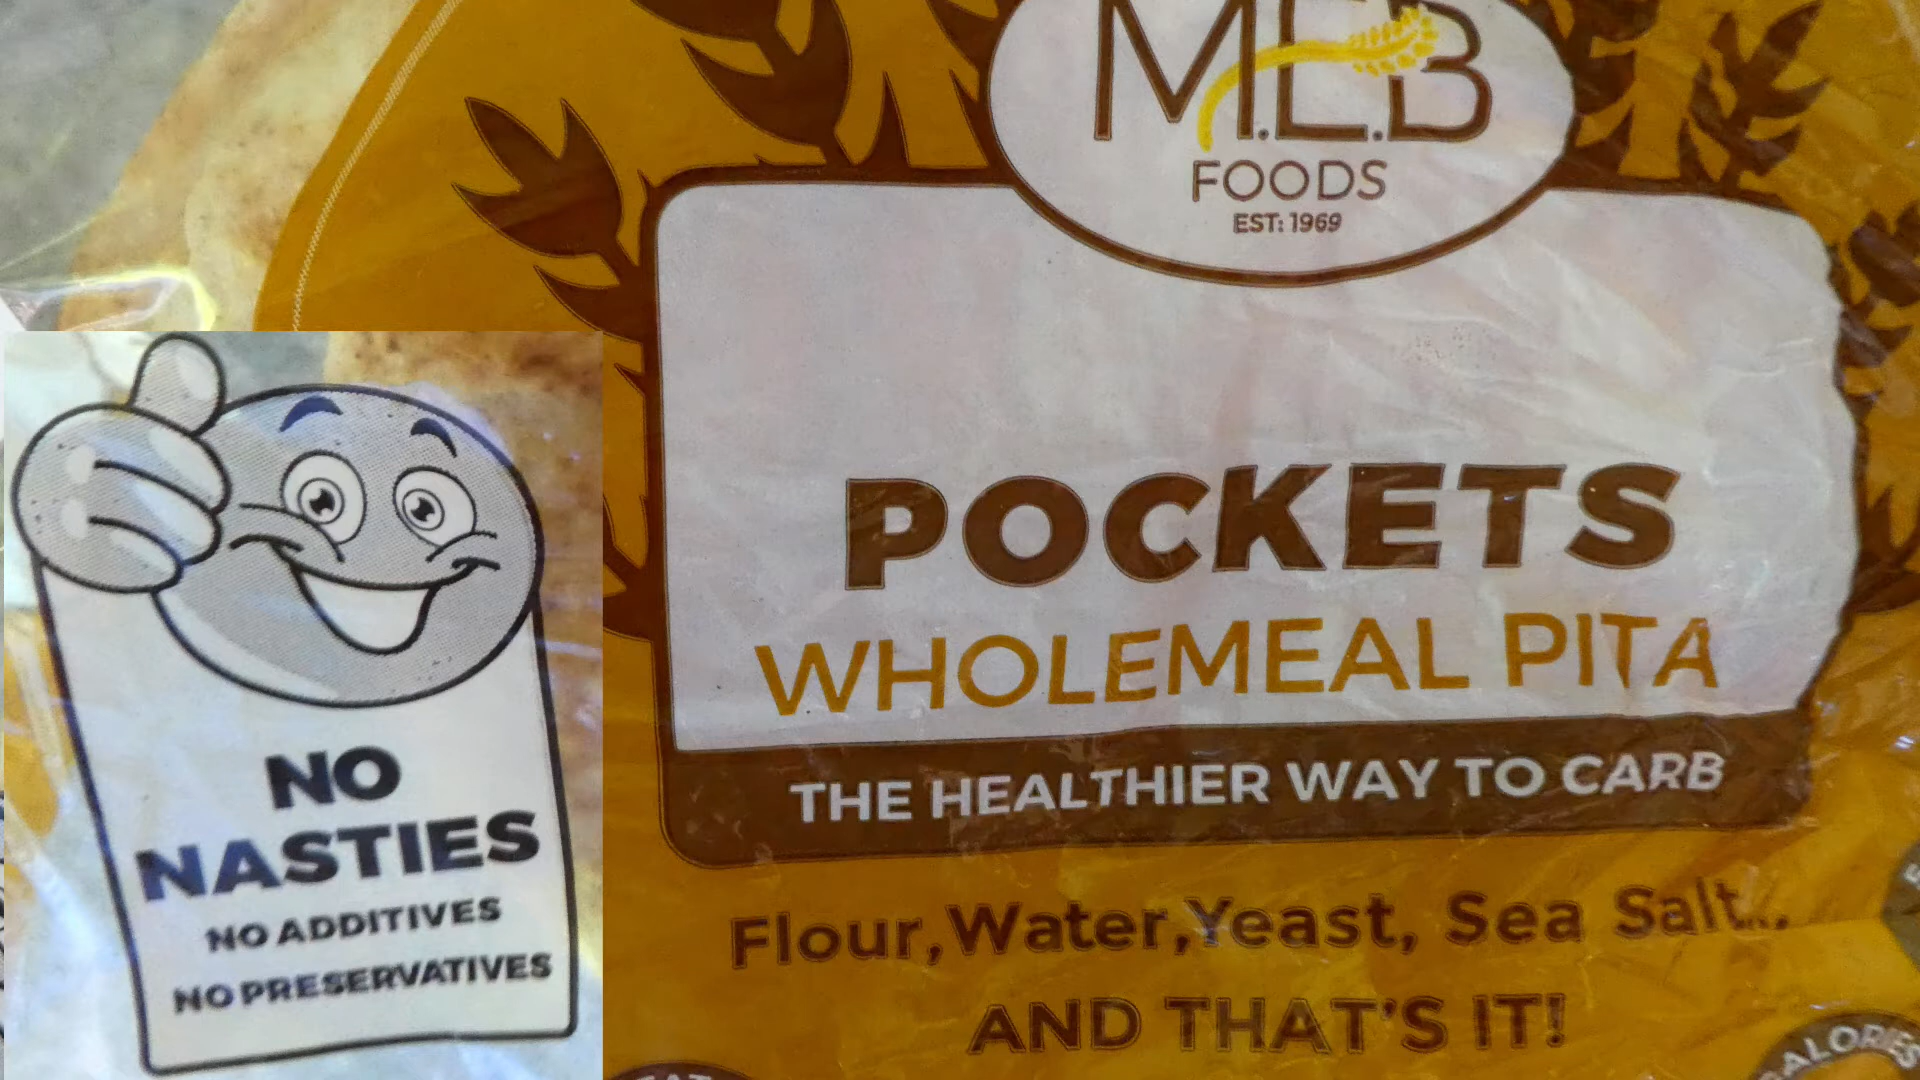 M.E.B
FOODS
EST: 1969
POCKETS
WHOLEMEAL PITA
THE HEALTHIER WAY TO CARB
Flour,Water,Yeast, Sea Salt...
AND THAT'S IT!
NO
NASTIES
NO ADDITIVES
NO PRESERVATIVES